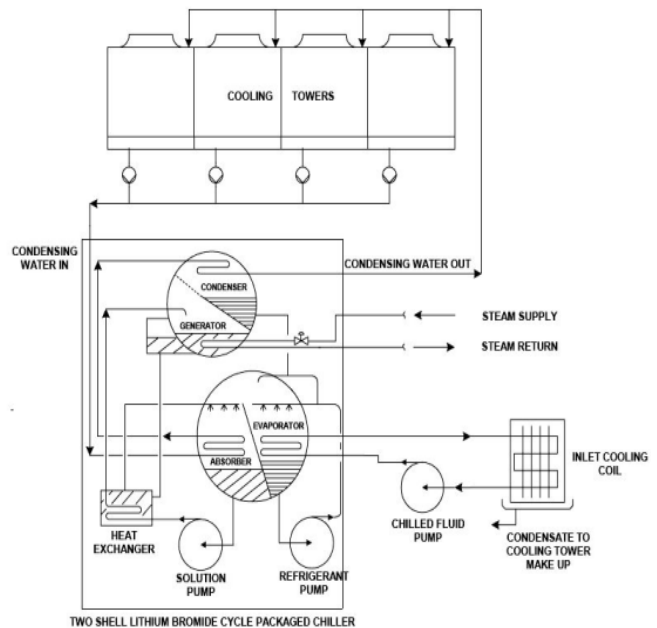 COOLING TOWERS
CONDENSING
WATER IN
CONDENSING WATER OUT
CONDENSER
GENERATOR
STEAM SUPPLY
STEAM RETURN
EVAPORATOR
ABSORBER
INLET COOLING
COIL
HEAT
EXCHANGER
SOLUTION
PUMP
REFRIGERANT
PUMP
CHILLED FLUID
PUMP
CONDENSATE TO
COOLING TOWER
MAKE UP
TWO SHELL LITHIUM BROMIDE CYCLE PACKAGED CHILLER